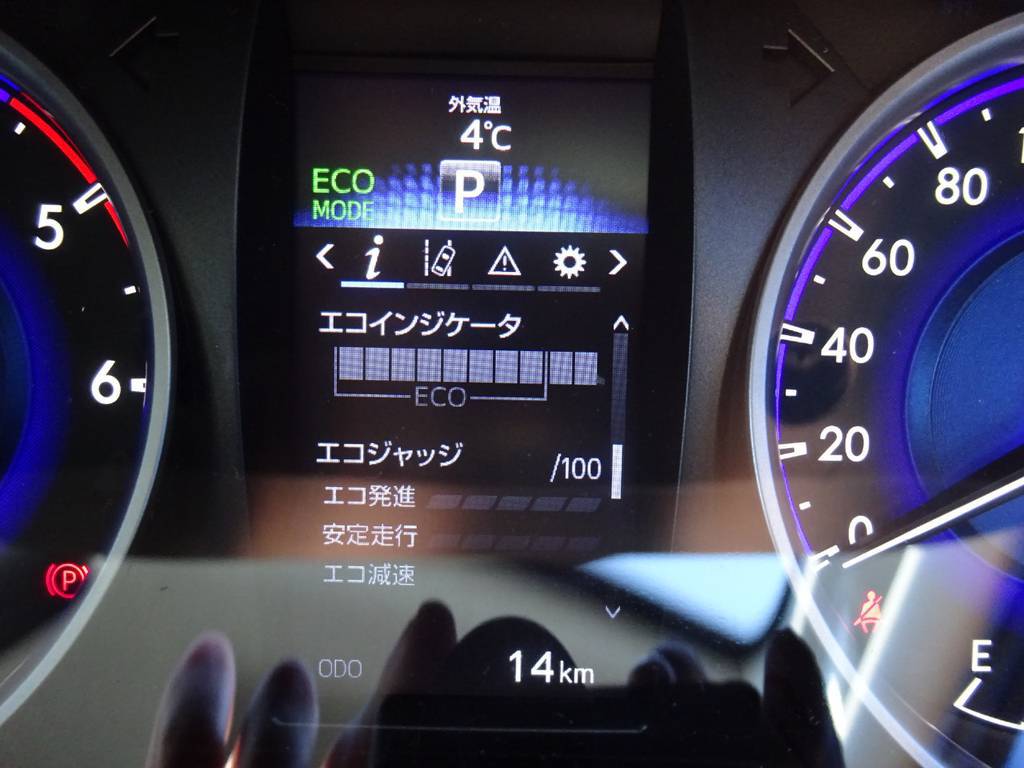 外気温
4℃
ECO
MODE
P
i
エコインジケータ
ECO
エコジャッジ
/100
エコ発進
安定走行
エコ減速
ODO
14km
5
6
P
80
60
40
20
0
E